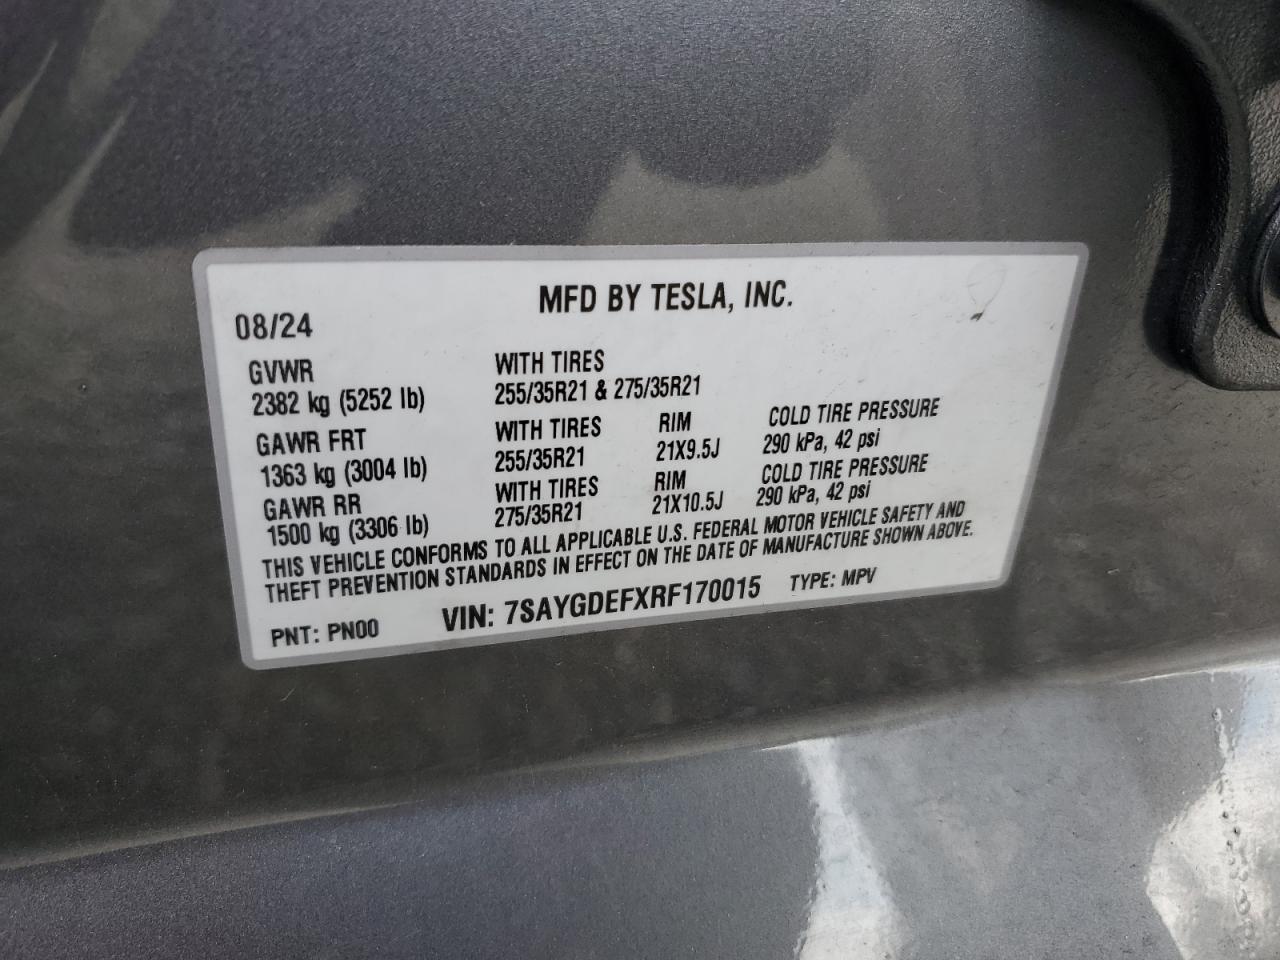 MFD BY TESLA, INC.
08/24
GVWR WITH TIRES
2382 kg (5252 lb) 255/35R21 & 275/35R21
GAWR FRT WITH TIRES RIM COLD TIRE PRESSURE
1363 kg (3004 lb) 255/35R21 21X9.5J 290 kPa, 42 psi
GAWR RR WITH TIRES RIM COLD TIRE PRESSURE
1500 kg (3306 lb) 275/35R21 21X10.5J 290 kPa, 42 psi
THIS VEHICLE CONFORMS TO ALL APPLICABLE U.S. FEDERAL MOTOR VEHICLE SAFETY AND
THEFT PREVENTION STANDARDS IN EFFECT ON THE DATE OF MANUFACTURE SHOWN ABOVE.
PNT: PN00 VIN: 7SAYGDEFXRF170015 TYPE: MPV